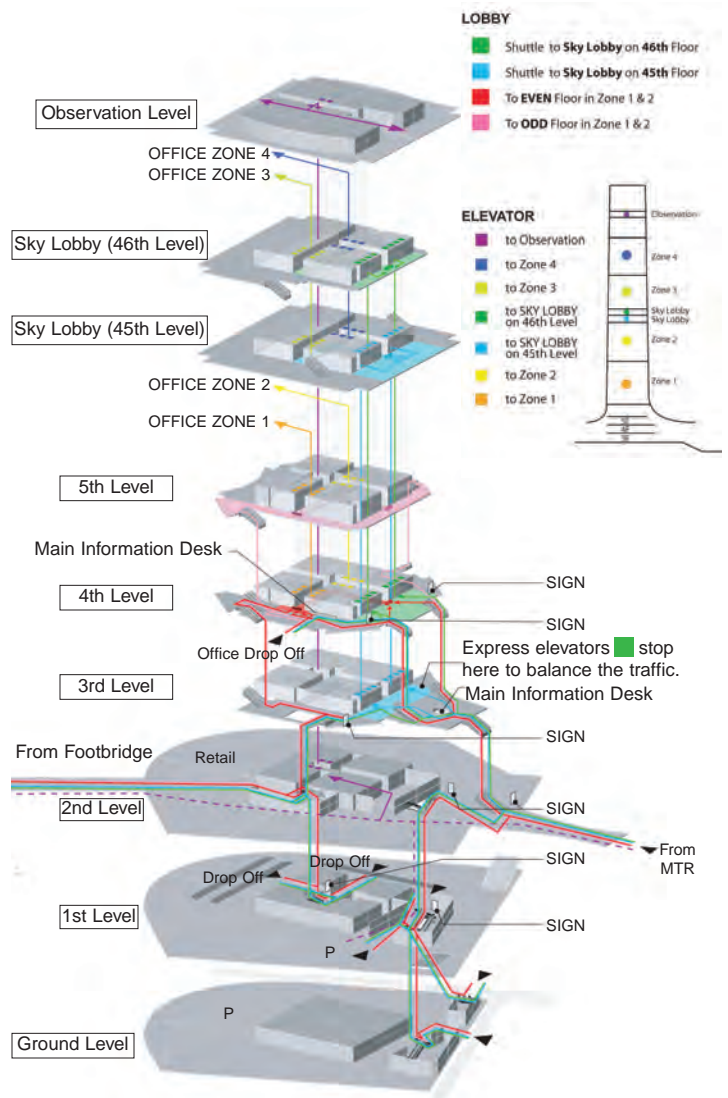 LOBBY
Shuttle to Sky Lobby on 46th Floor
Shuttle to Sky Lobby on 45th Floor
To EVEN Floor in Zone 1 & 2
To ODD Floor in Zone 1 & 2
ELEVATOR
to Observation
to Zone 4
to Zone 3
to SKY LOBBY
on 46th Level
to SKY LOBBY
on 45th Level
to Zone 2
to Zone 1
Observation
Zone 4
Zone 3
Sky Lobby
Sky Lobby
Zone 2
Zone 1
Observation Level
OFFICE ZONE 4
OFFICE ZONE 3
Sky Lobby (46th Level)
Sky Lobby (45th Level)
OFFICE ZONE 2
OFFICE ZONE 1
5th Level
Main Information Desk
4th Level
SIGN
SIGN
Office Drop Off
Express elevators stop
here to balance the traffic.
3rd Level
Main Information Desk
SIGN
From Footbridge
Retail
2nd Level
SIGN
From
MTR
Drop Off
Drop Off
SIGN
1st Level
SIGN
P
P
Ground Level